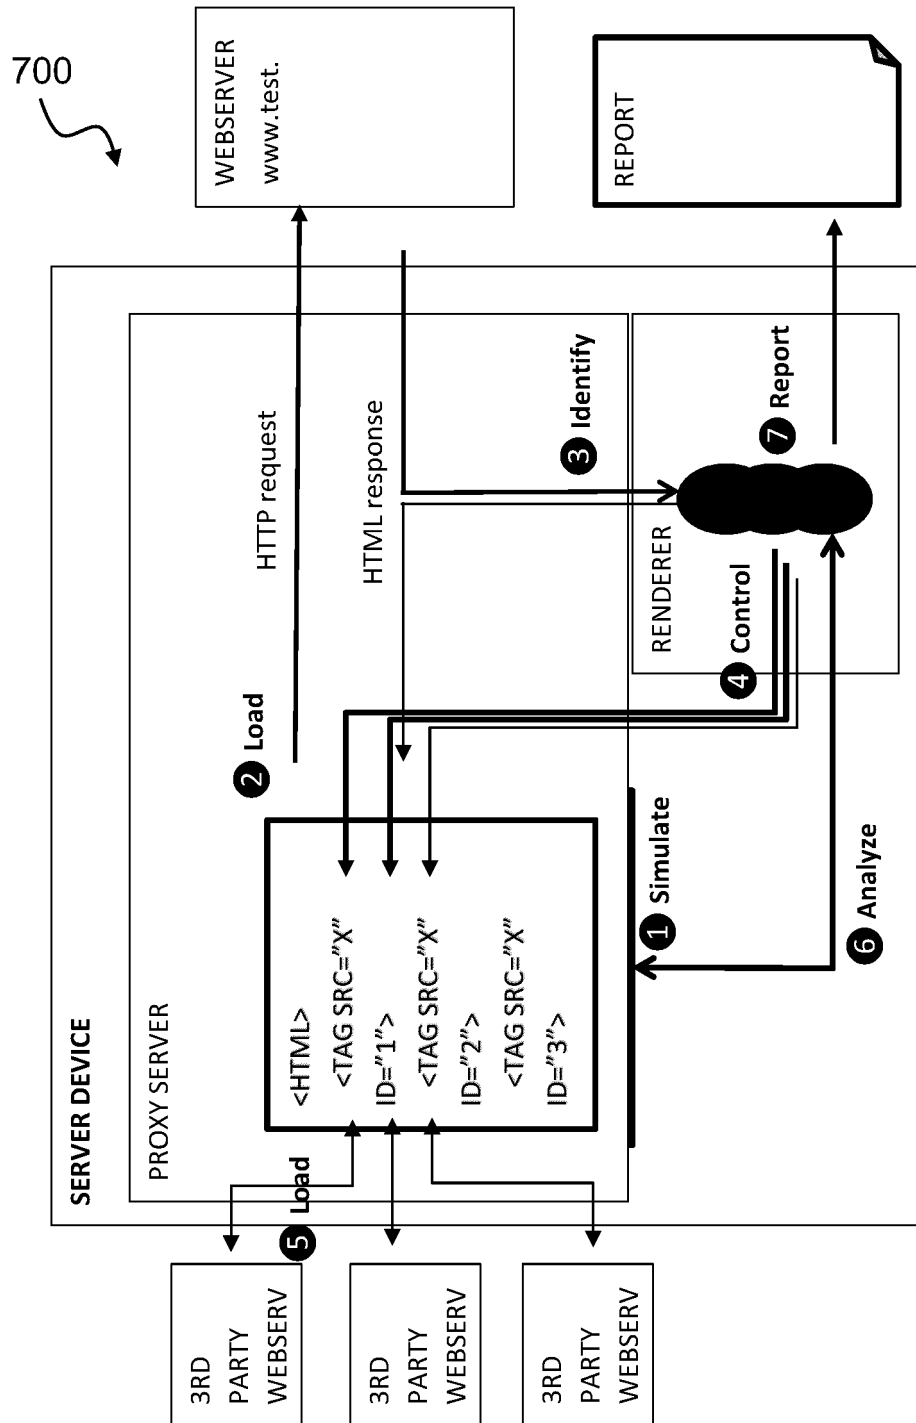 700
SERVER DEVICE
PROXY SERVER
WEBSERVER
www.test.
REPORT
3RD
PARTY
WEBSERV
3RD
PARTY
WEBSERV
3RD
PARTY
WEBSERV
5 Load
<HTML>
<TAG SRC="X"
ID="1">
<TAG SRC="X"
ID="2">
<TAG SRC="X"
ID="3">
2 Load
HTTP request
HTML response
3 Identify
1 Simulate
4 Control
RENDERER
7 Report
6 Analyze